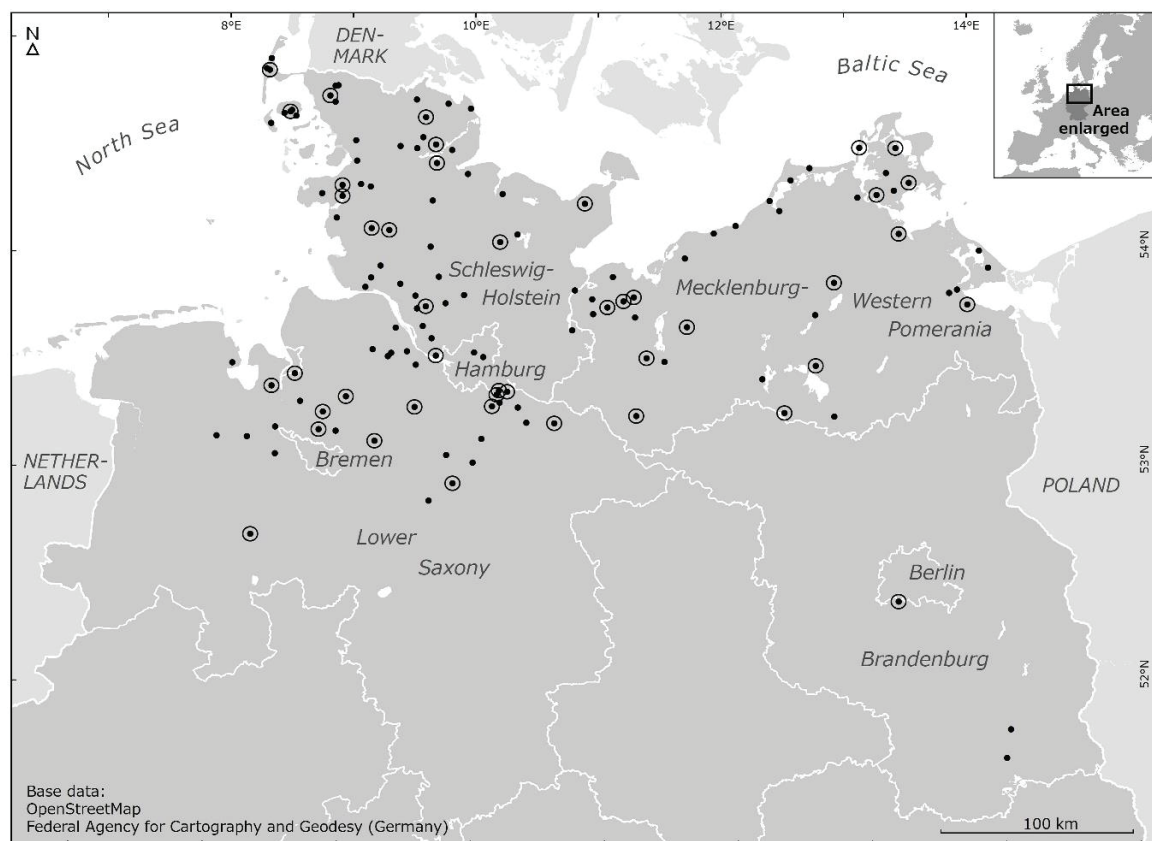 8°E
10°E
12°E
14°E
N
DEN-
MARK
North Sea
Baltic Sea
Area
enlarged
54°N
Schleswig-
Holstein
Mecklenburg-
Western
Pomerania
Hamburg
NETHER-
LANDS
Bremen
53°N
POLAND
Lower
Saxony
Berlin
Brandenburg
52°N
Base data:
OpenStreetMap
Federal Agency for Cartography and Geodesy (Germany)
100 km